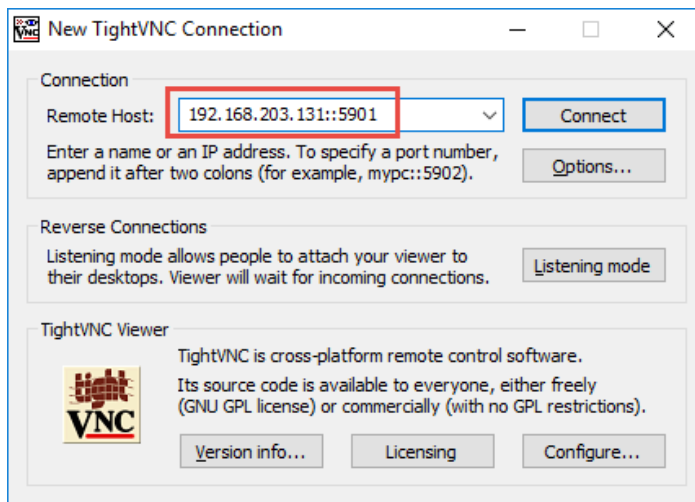 New TightVNC Connection
Connection
Remote Host: 192.168.203.131::5901 Connect
Enter a name or an IP address. To specify a port number,
append it after two colons (for example, mypc::5902). Options...
Reverse Connections
Listening mode allows people to attach your viewer to
their desktops. Viewer will wait for incoming connections. Listening mode
TightVNC Viewer
TightVNC is cross-platform remote control software.
Its source code is available to everyone, either freely
(GNU GPL license) or commercially (with no GPL restrictions).
tight
VNC
Version info... Licensing Configure...